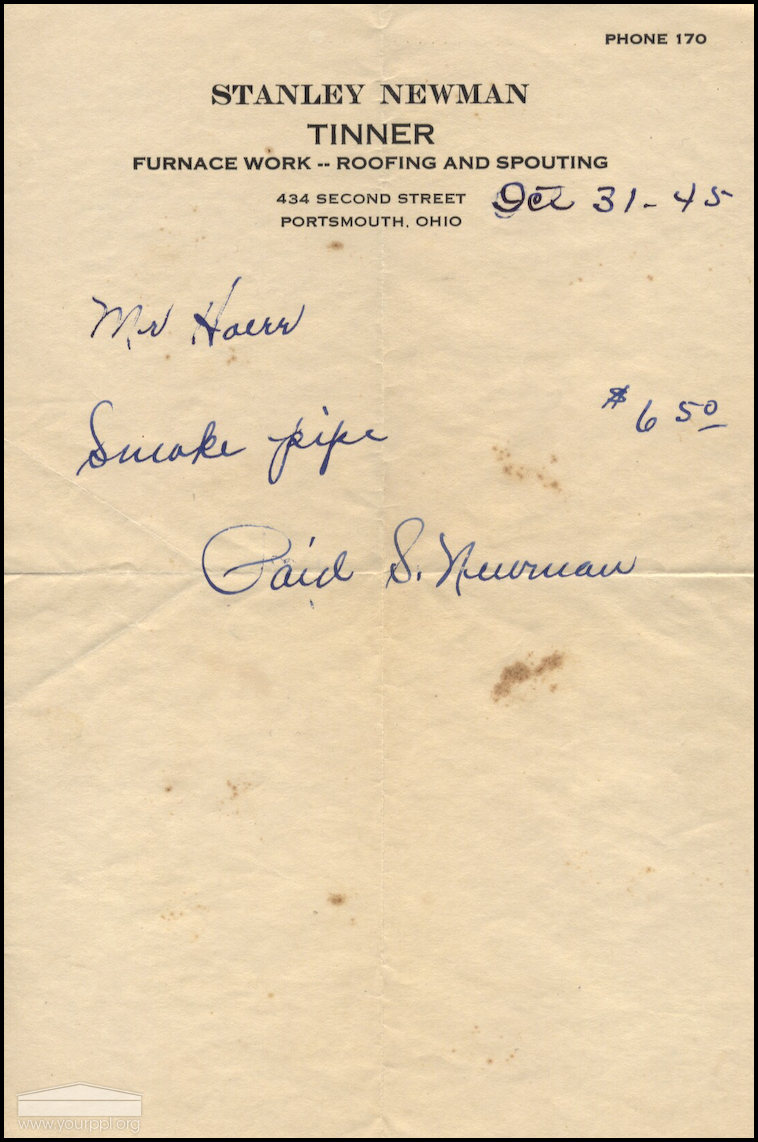 PHONE 170
STANLEY NEWMAN
TINNER
FURNACE WORK -- ROOFING AND SPOUTING
434 SECOND STREET
PORTSMOUTH, OHIO
Oct 31-45
Mr Hoerr
Smoke pipe $6 50
Paid S. Newman
www.yourppl.org